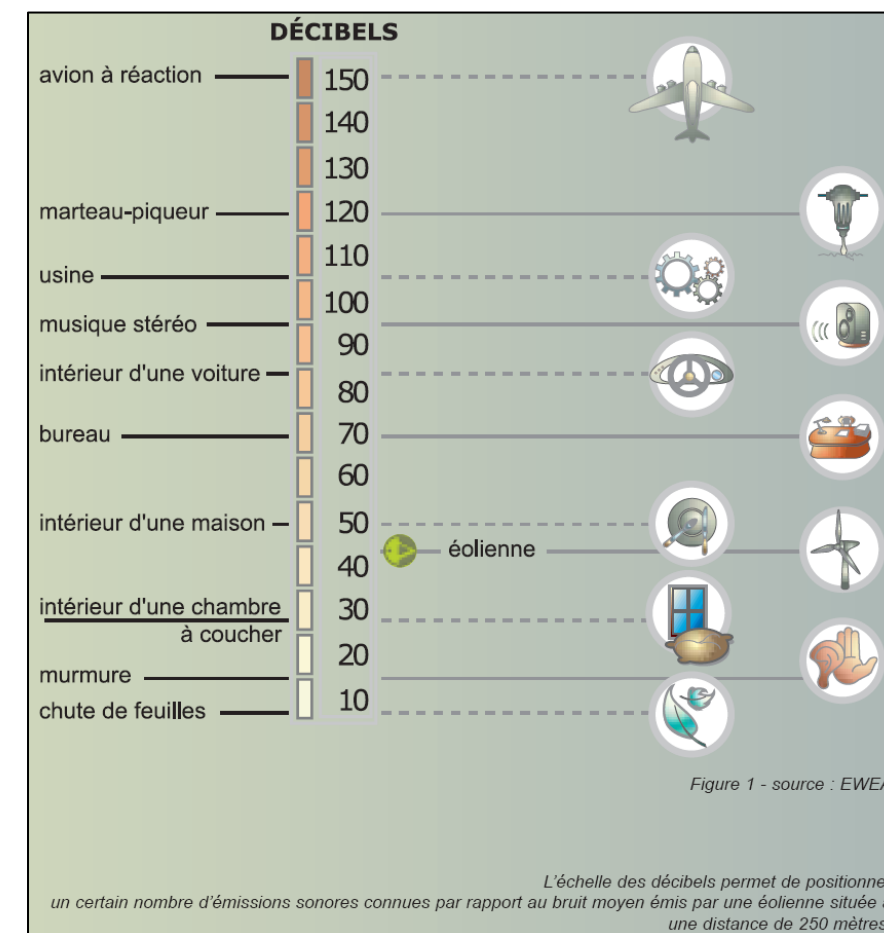 DÉCIBELS
avion à réaction 150
140
130
marteau-piqueur 120
110
usine
100
musique stéréo
90
intérieur d'une voiture
80
bureau 70
60
intérieur d'une maison 50
éolienne
40
intérieur d'une chambre 30
à coucher
20
murmure
chute de feuilles 10
Figure 1 - source : EWEA
L'échelle des décibels permet de positionne
un certain nombre d'émissions sonores connues par rapport au bruit moyen émis par une éolienne située
une distance de 250 mètres